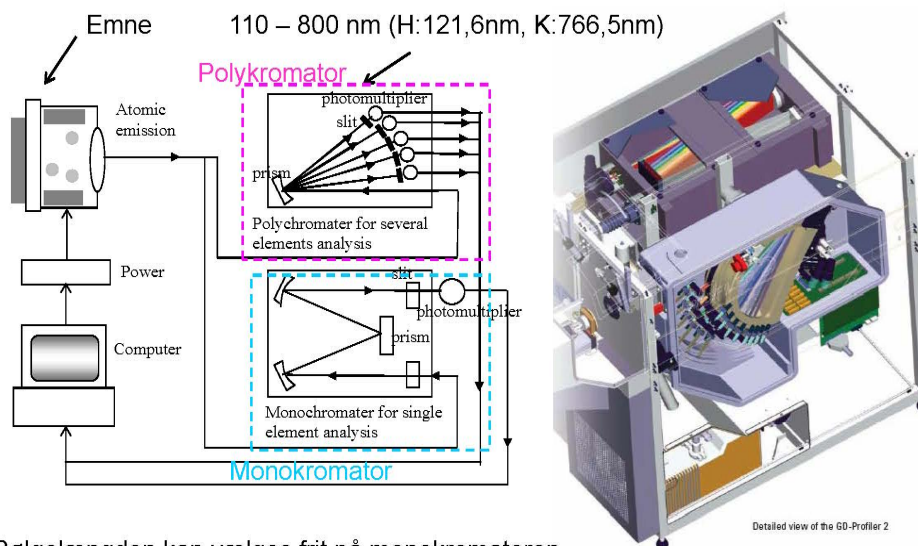 Emne
110 – 800 nm (H:121,6nm, K:766,5nm)
Polykromator
Atomic
emission
photomultiplier
slit
prism
Polychromater for several
elements analysis
Power
slit
photomultiplier
prism
Computer
Monochromater for single
element analysis
Monokromator
Detailed view of the GD-Profiler 2